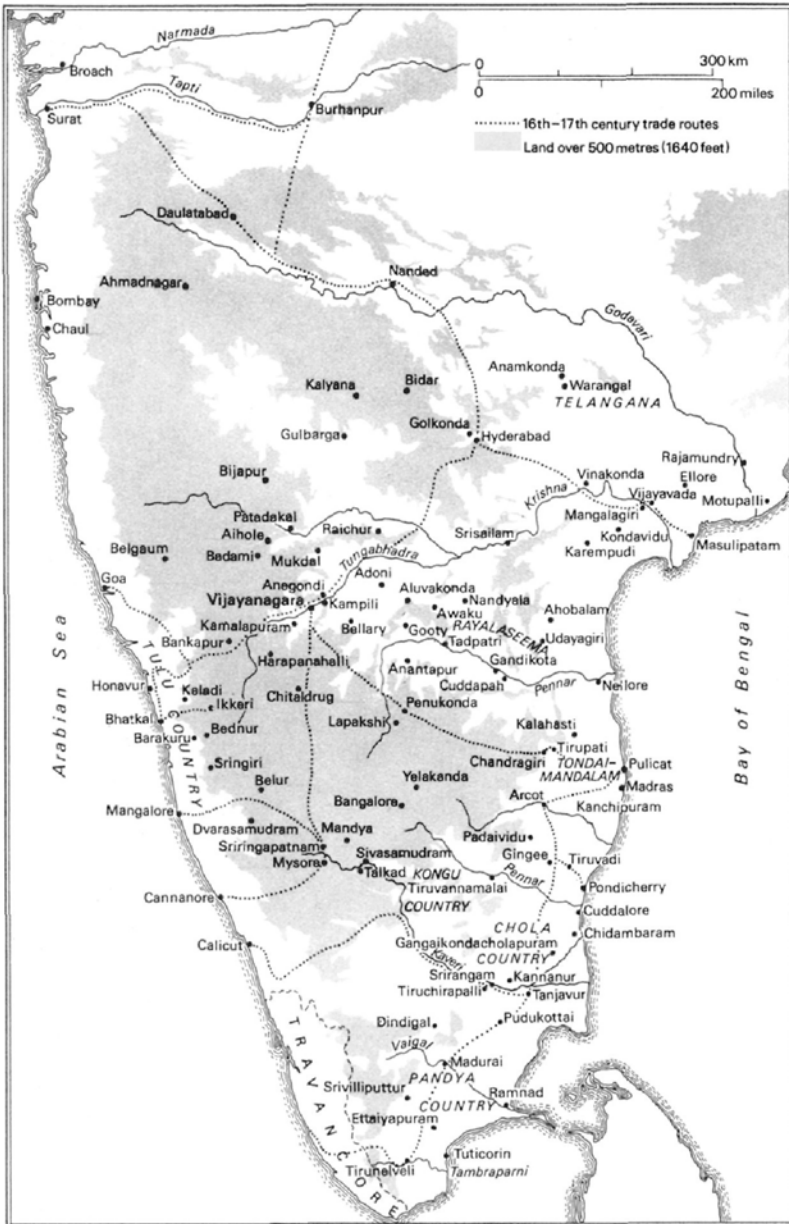 Narmada
0 300 km
Broach
Tapti
0 200 miles
Surat
Burhanpur
16th–17th century trade routes
Land over 500 metres (1640 feet)
Daulatabad
Ahmadnagar
Nanded
Bombay
Chaul
Godavari
Anamkonda
Kalyana
Bidar
Warangal
TELANGANA
Gulbarga
Golkonda
Hyderabad
Rajamundry
Bijapur
Vinakonda
Ellore
Krishna
Vijayavada
Motupalli
Patadakal
Raichur
Mangalagiri
Aihole
Srisailam
Kondavidu
Belgaum
Badami
Mukdal
Tungabhadra
Karempudi
Masulipatam
Goa
Anegondi
Adoni
Aluvakonda
Nandyala
Vijayanagara
Kampili
Awaku
Ahobalam
Kamalapuram
Bellary
Gooty
RAYALASEEMA
Bankapur
Tadpatri
Udayagiri
Harapanahalli
Anantapur
Gandikota
Honavur
Keladi
Chitaldrug
Cuddapah
Pennar
Nellore
TULU COUNTRY
Ikkeri
Penukonda
Bhatkal
Lapakshi
Kalahasti
Barakuru
Bednur
Tirupati
Arabian Sea
Bay of Bengal
Sringiri
Chandragiri
TONDAI-
MANDALAM
Pulicat
Belur
Yelakanda
Madras
Mangalore
Bangalore
Arcot
Kanchipuram
Dvarasamudram
Mandya
Padaividu
Sriringapatnam
Sivasamudram
Gingee
Tiruvadi
Mysore
Talkad
KONGU
COUNTRY
Pennar
Tiruvannamalai
Pondicherry
Cannanore
Cuddalore
CHOLA
COUNTRY
Chidambaram
Calicut
Gangaikondacholapuram
Kaveri
Srirangam
Kannanur
Tiruchirapalli
Tanjavur
TRAVANCORE
Dindigal
Pudukottai
Vaigai
Madurai
PANDYA
COUNTRY
Srivilliputtur
Ramnad
Ettaiyapuram
Tuticorin
Tirunelveli
Tambraparni